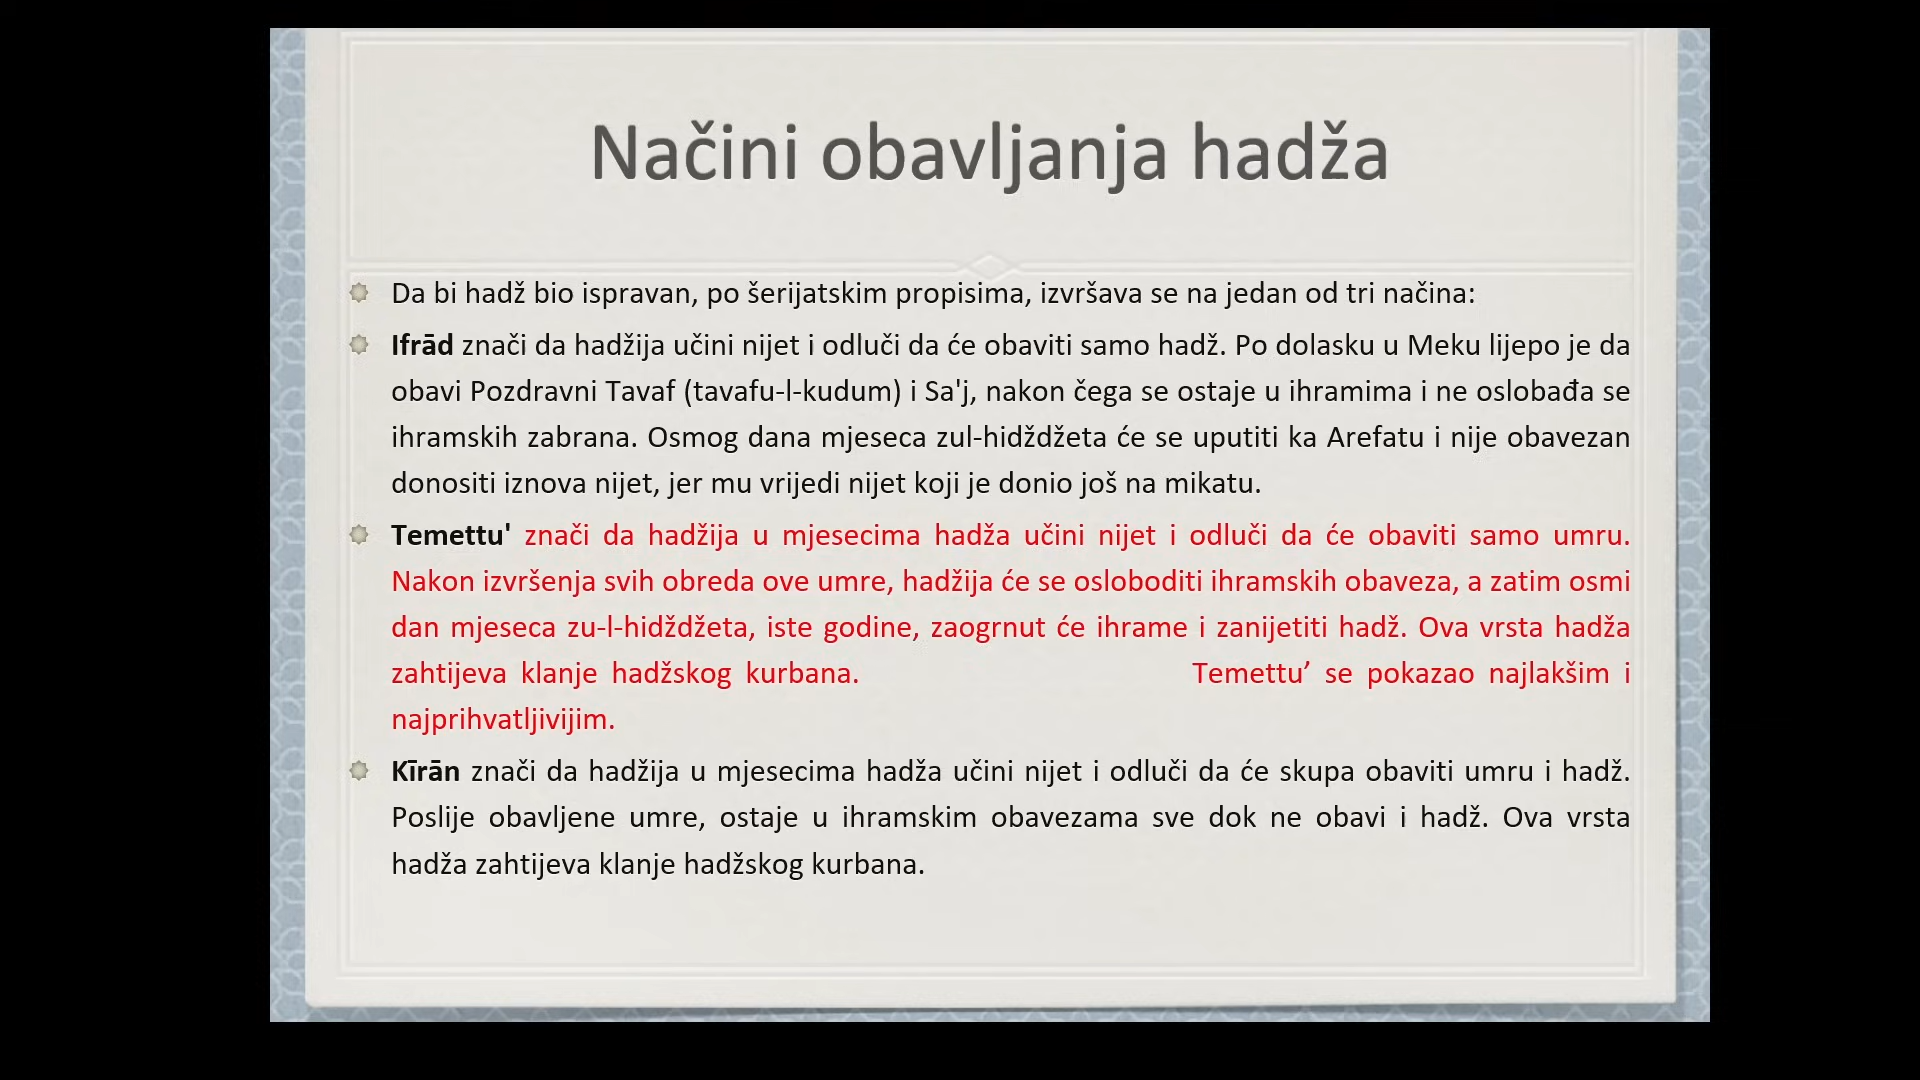 Načini obavljanja hadža
Da bi hadž bio ispravan, po šerijatskim propisima, izvršava se na jedan od tri načina:
Ifrād znači da hadžija učini nijet i odluči da će obaviti samo hadž. Po dolasku u Meku lijepo je da
obavi Pozdravni Tavaf (tavafu-l-kudum) i Sa'j, nakon čega se ostaje u ihramima i ne oslobađa se
ihramskih zabrana. Osmog dana mjeseca zul-hidždžeta će se uputiti ka Arefatu i nije obavezan
donositi iznova nijet, jer mu vrijedi nijet koji je donio još na mikatu.
Temettu' znači da hadžija u mjesecima hadža učini nijet i odluči da će obaviti samo umru.
Nakon izvršenja svih obreda ove umre, hadžija će se osloboditi ihramskih obaveza, a zatim osmi
dan mjeseca zu-l-hidždžeta, iste godine, zaogrnut će ihrame i zanijetiti hadž. Ova vrsta hadža
zahtijeva klanje hadžskog kurbana. Temettu’ se pokazao najlakšim i
najprihvatljivijim.
Kīrān znači da hadžija u mjesecima hadža učini nijet i odluči da će skupa obaviti umru i hadž.
Poslije obavljene umre, ostaje u ihramskim obavezama sve dok ne obavi i hadž. Ova vrsta
hadža zahtijeva klanje hadžskog kurbana.